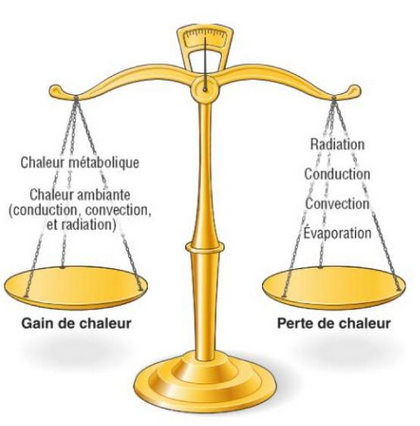 Chaleur métabolique
Chaleur ambiante
(conduction, convection,
et radiation)
Gain de chaleur
Radiation
Conduction
Convection
Évaporation
Perte de chaleur